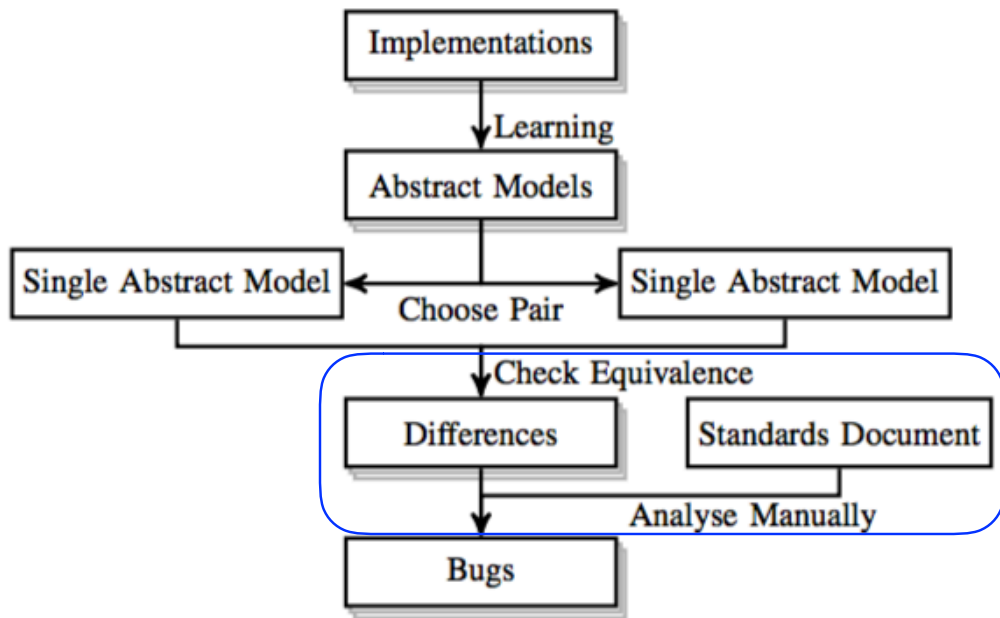 Implementations
Learning
Abstract Models
Single Abstract Model
Single Abstract Model
Choose Pair
Check Equivalence
Differences
Standards Document
Analyse Manually
Bugs